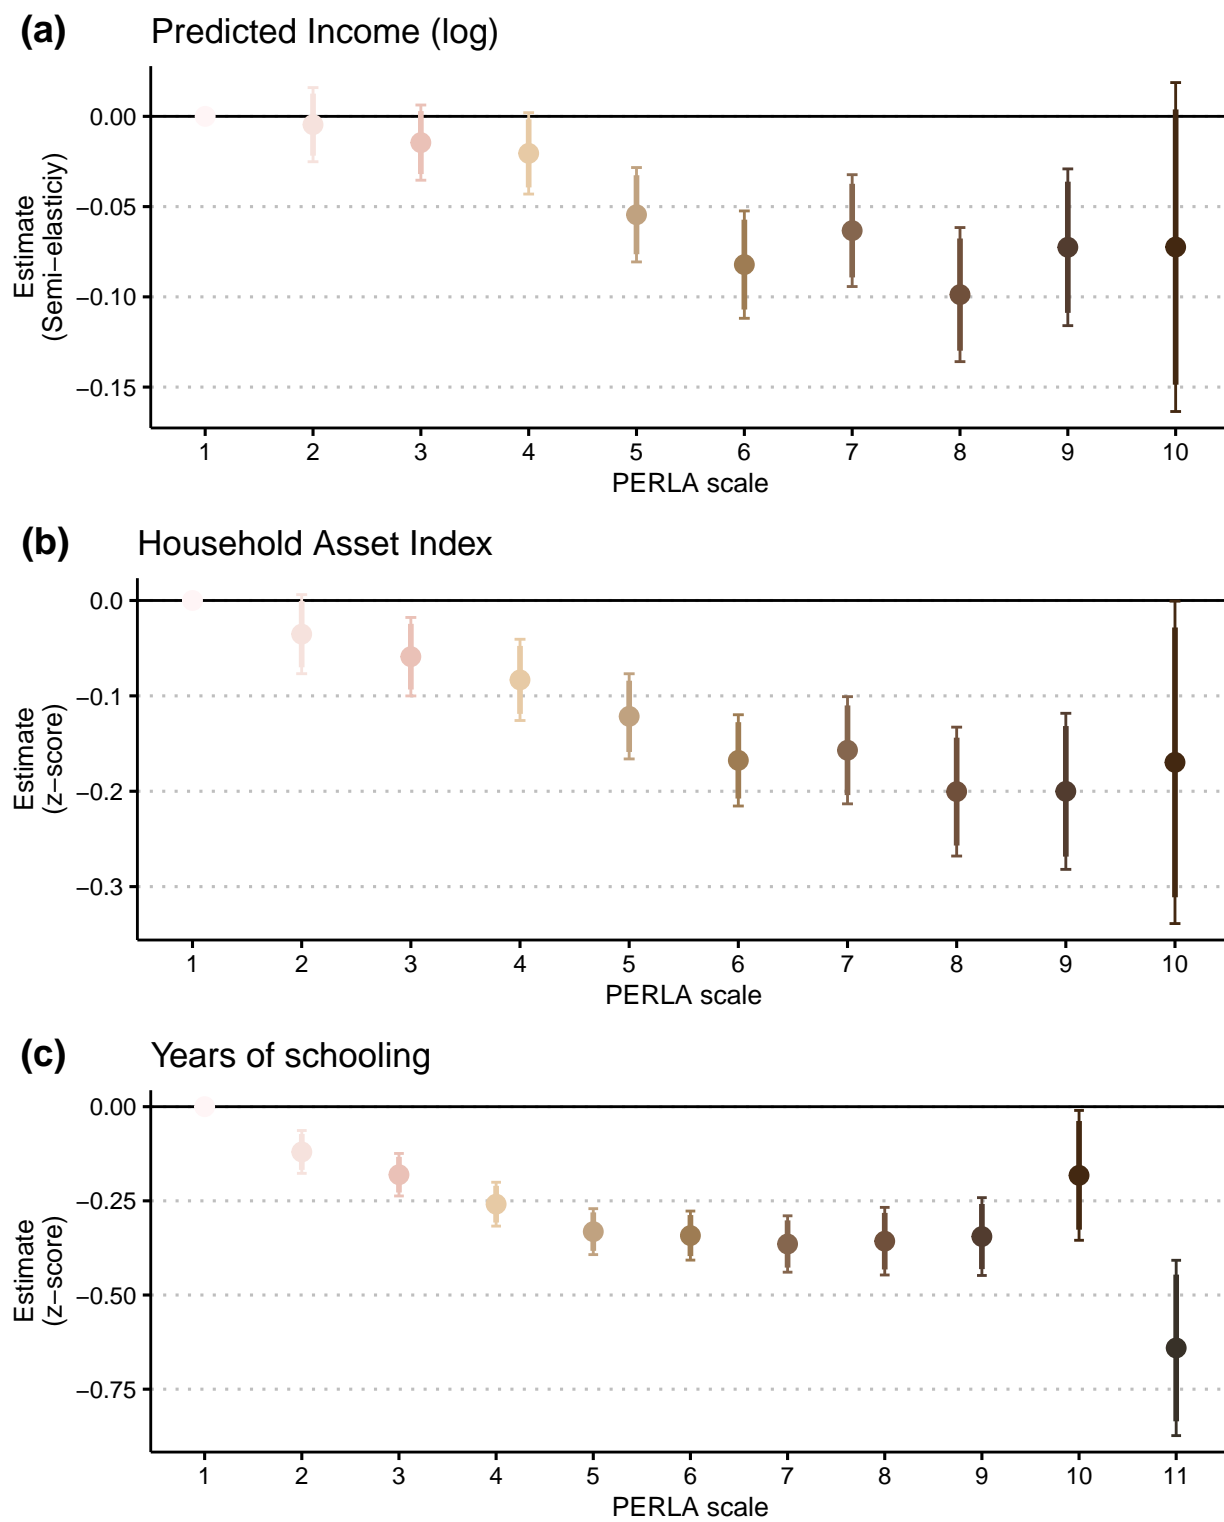 (a) Predicted Income (log)
Estimate
(Semi−elasticiy)
0.00
−0.05
−0.10
−0.15
1 2 3 4 5 6 7 8 9 10
PERLA scale
(b) Household Asset Index
Estimate
(z−score)
0.0
−0.1
−0.2
−0.3
1 2 3 4 5 6 7 8 9 10
PERLA scale
(c) Years of schooling
Estimate
(z−score)
0.00
−0.25
−0.50
−0.75
1 2 3 4 5 6 7 8 9 10 11
PERLA scale